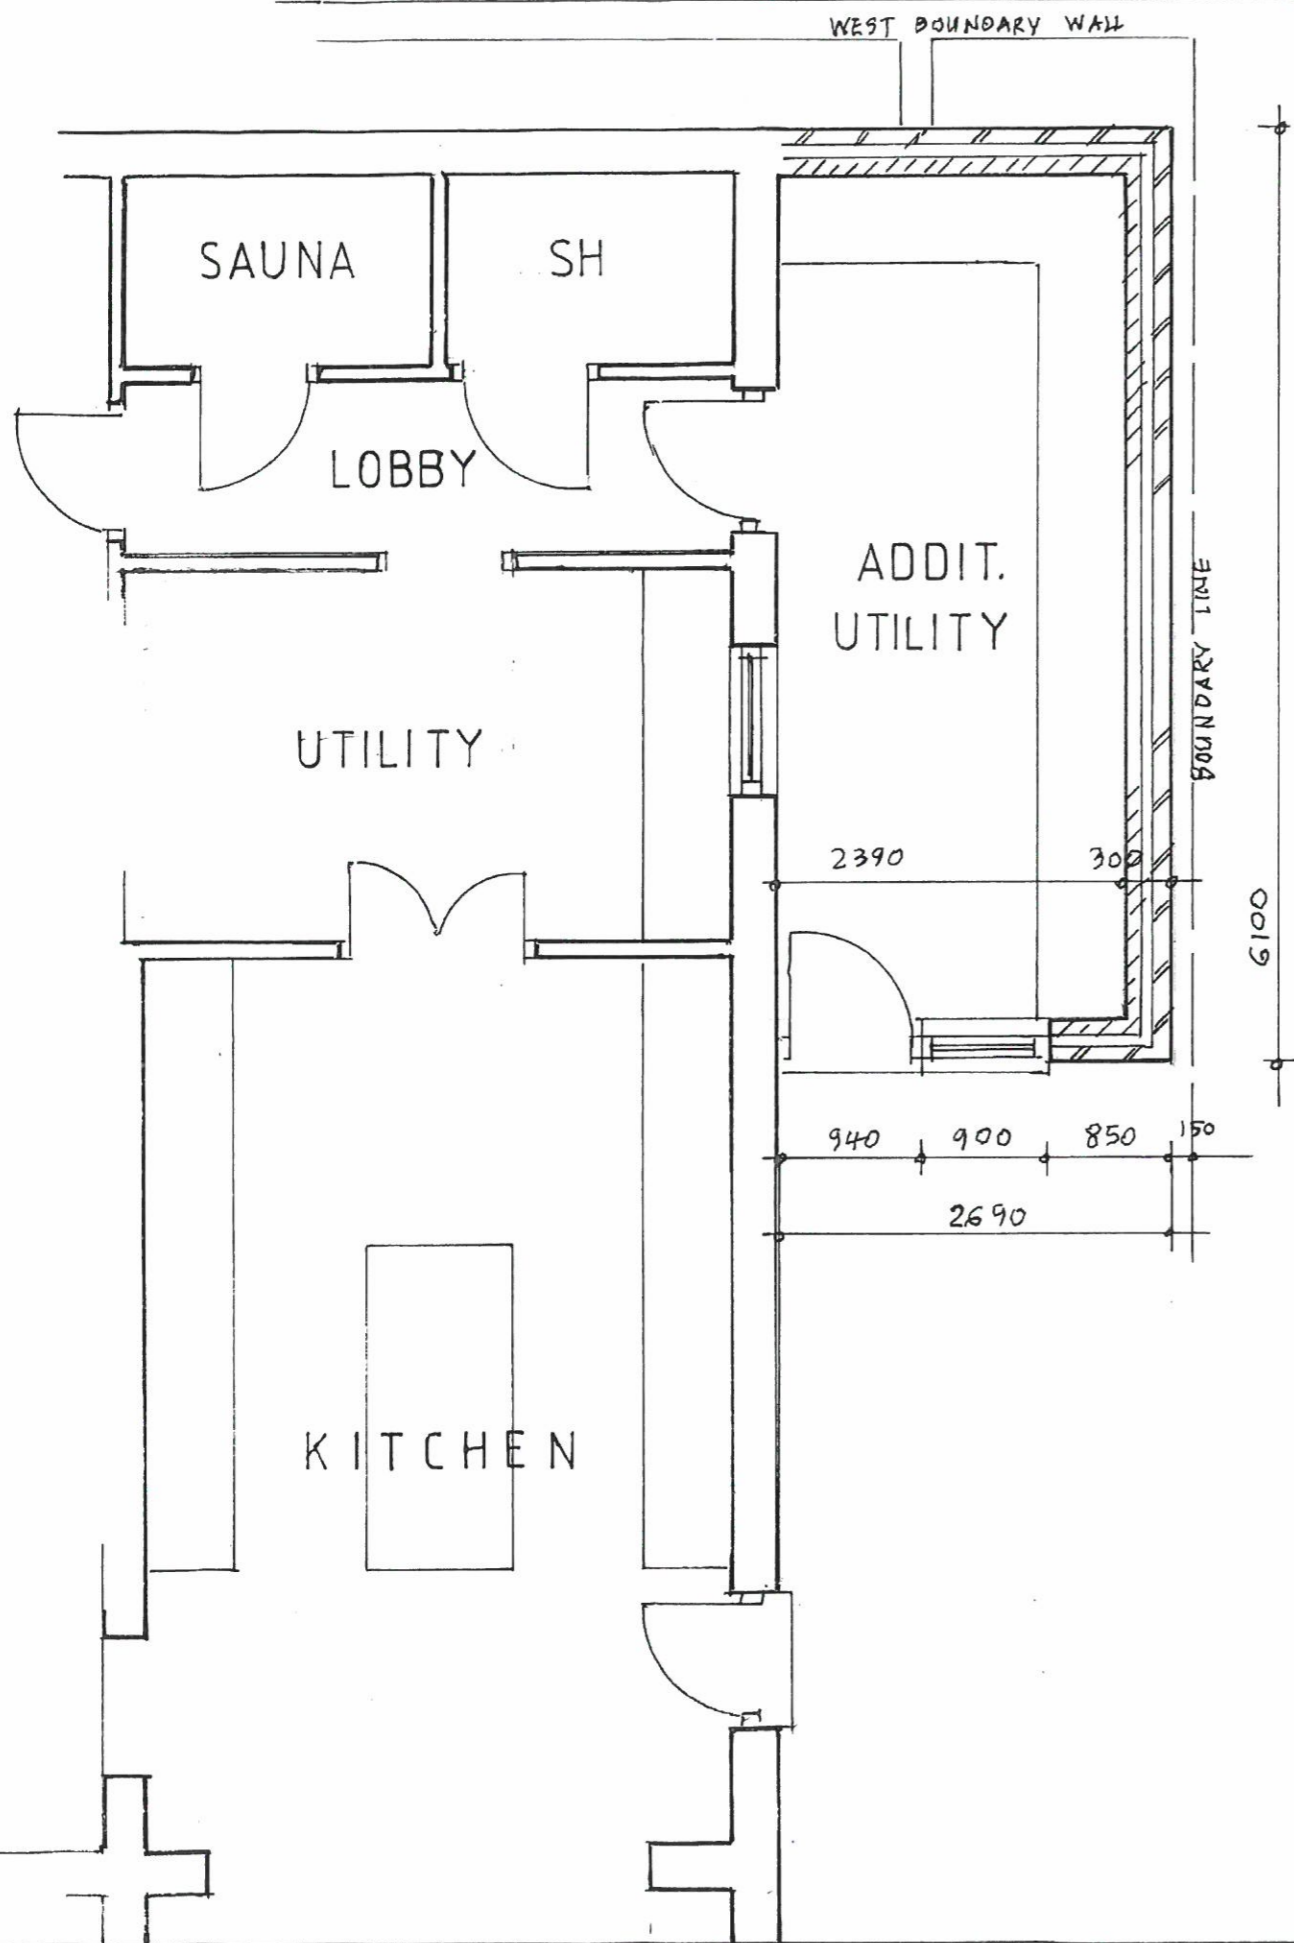 WEST BOUNDARY WALL
SAUNA
SH
LOBBY
ADDIT.
UTILITY
BOUNDARY LINE
UTILITY
2390
300
6100
940
900
850
150
2690
KITCHEN